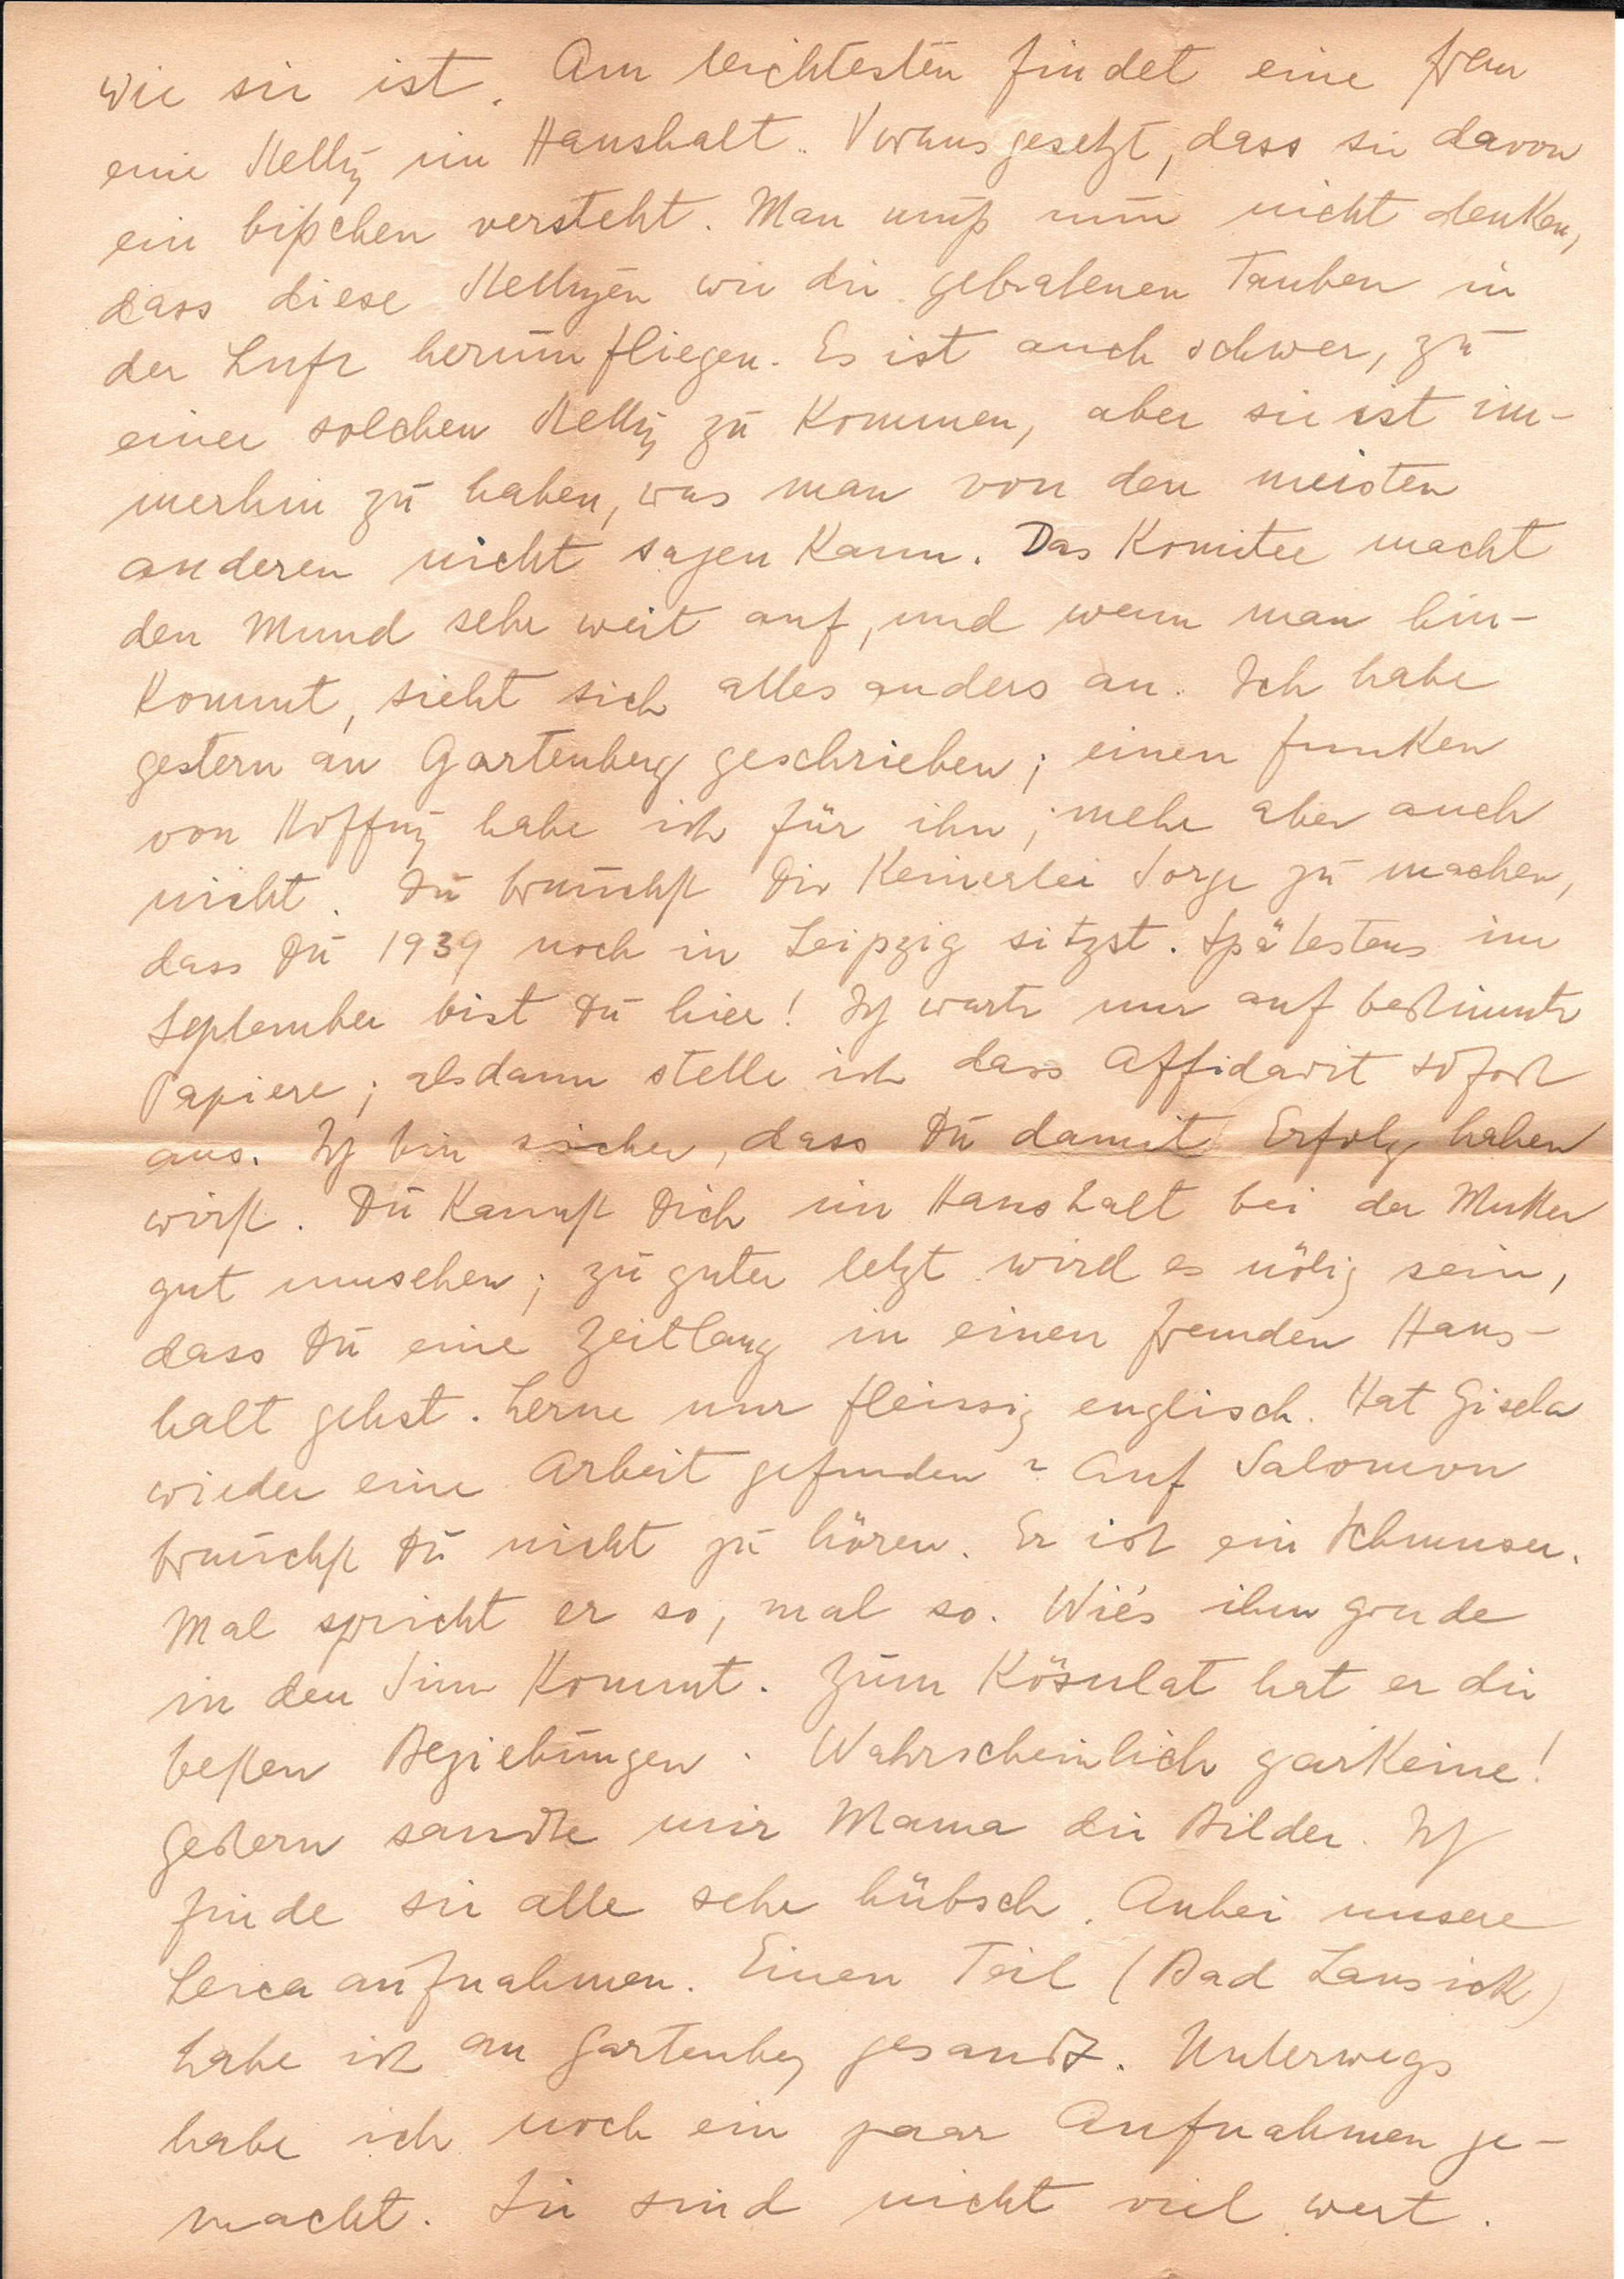 wie sie ist. Am leichtesten findet eine Frau
eine Stellg im Haushalt. Vorausgesetzt, dass sie davon
ein bißchen versteht. Man muß nun nicht denken,
dass diese Stellgen wie die gebratenen Tauben in
der Luft herumfliegen. Es ist auch schwer, zu
einer solchen Stellg zu kommen, aber sie ist im-
merhin zu haben, was man von den meisten
anderen nicht sagen kann. Das Komitee macht
den Mund sehr weit auf, und wenn man hin-
kommt, sieht sich alles anders an. Ich habe
gestern an Gartenberg geschrieben; einen Funken
von Hoffng habe ich für ihn; mehr aber auch
nicht. Du brauchst Dir keinerlei Sorge zu machen,
dass Du 1939 noch in Leipzig sitzst. Spätestens im
September bist Du hier! Ich warte nur auf bestimmte
Papiere; alsdann stelle ich dass Affidavit sofort
aus. Ich bin sicher, dass Du damit Erfolg haben
wirst. Du kannst Dich im Haushalt bei der Mutter
gut umsehen; zu guter letzt wird es nötig sein,
dass Du eine Zeitlang in einen fremden Haus-
halt gehst. Lerne nur fleissig englisch. Hat Gisela
wieder eine Arbeit gefunden? Auf Salomon
brauchst Du nicht zu hören. Er ist ein Schmuser.
Mal spricht er so, mal so. Wie's ihm grade
in den Sinn kommt. Zum Kösulat hat er die
besten Beziehungen. Wahrscheinlich garkeine!
Gestern sandte mir Mama die Bilder. Ich
finde sie alle sehr hübsch. Anbei unsere
Leicaaufnahmen. Einen Teil (Bad Lausick)
habe ich an Gartenbg gesandt. Unterwegs
habe ich noch ein paar Aufnahmen ge-
macht. Sie sind nicht viel wert.